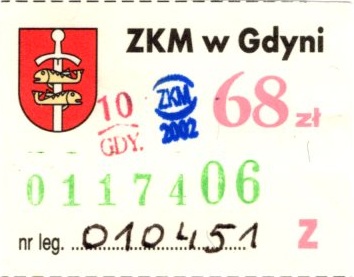 ZKM w Gdyni
10
GDY.
ZKM
2002
68 zł
0117406
nr leg. 010451
Z